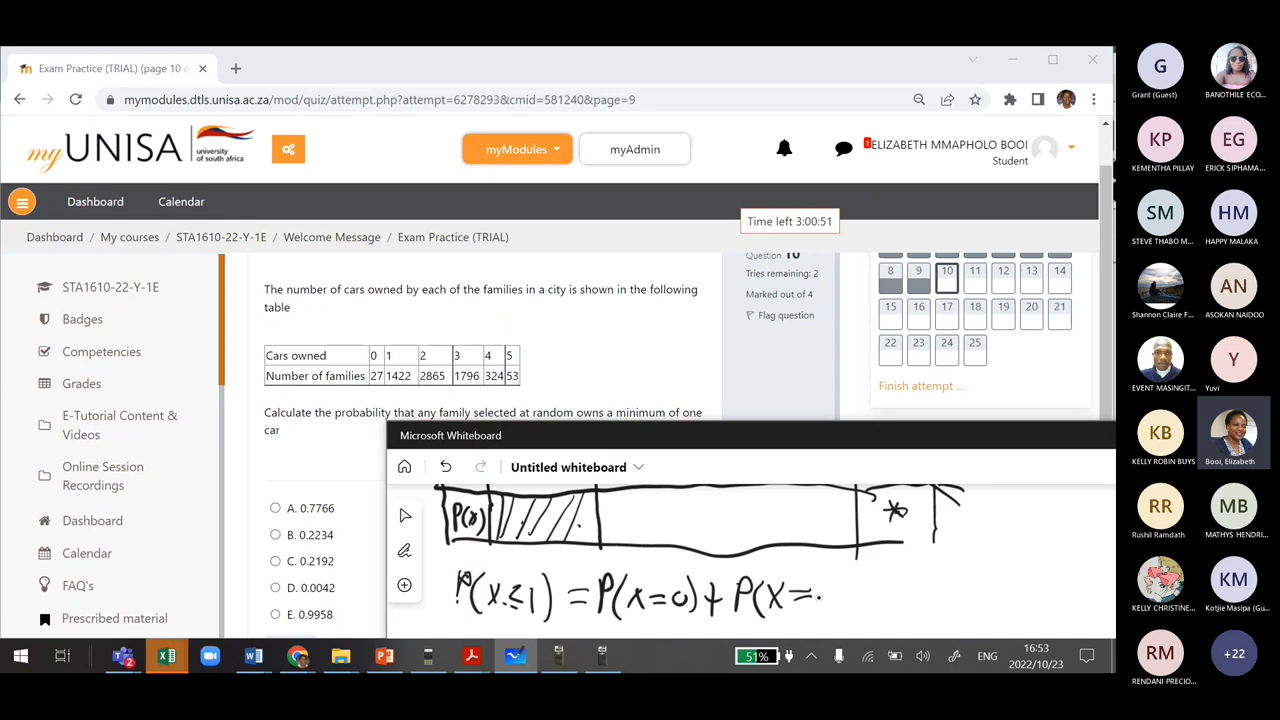 Exam Practice (TRIAL) (page 10 o
mymodules.dtls.unisa.ac.za/mod/quiz/attempt.php?attempt=6278293&cmid=581240&page=9
my UNISA
university
of south africa
myModules
myAdmin
1
ELIZABETH MMAPHOLO BOOI
Student
Dashboard
Calendar
Time left 3:00:51
Dashboard / My courses / STA1610-22-Y-1E / Welcome Message / Exam Practice (TRIAL)
STA1610-22-Y-1E
Badges
Competencies
Grades
E-Tutorial Content &
Videos
Online Session
Recordings
Dashboard
Calendar
FAQ's
Prescribed material
The number of cars owned by each of the families in a city is shown in the following
table
Cars owned 0 1 2 3 4 5
Number of families 27 1422 2865 1796 324 53
Calculate the probability that any family selected at random owns a minimum of one
car
A. 0.7766
B. 0.2234
C. 0.2192
D. 0.0042
E. 0.9958
Question 10
Tries remaining: 2
Marked out of 4
Flag question
8 9 10 11 12 13 14
15 16 17 18 19 20 21
22 23 24 25
Finish attempt ...
Microsoft Whiteboard
Untitled whiteboard
P(x)
*
P(X≤1) = P(X=0) + P(X=
51%
ENG
16:53
2022/10/23
G
Grant (Guest)
BANOTHILE ECO...
KP
KEMENTHA PILLAY
EG
ERICK SIPHAMA...
SM
STEVE THABO M...
HM
HAPPY MALAKA
Shannon Claire F...
AN
ASOKAN NAIDOO
EVENT MASINGIT...
Y
Yuvi
KB
KELLY ROBIN BUYS
Booi, Elizabeth
RR
Rushil Ramdath
MB
MATHYS HENDRI...
KELLY CHRISTINE...
KM
Kotjie Masipa (Gu...
RM
RENDANI PRECIO...
+22